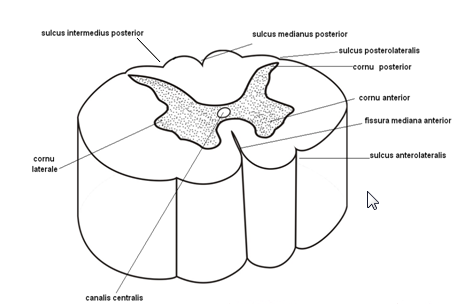 sulcus intermedius posterior
sulcus medianus posterior
sulcus posterolateralis
cornu posterior
cornu anterior
fissura mediana anterior
sulcus anterolateralis
cornu
laterale
canalis centralis